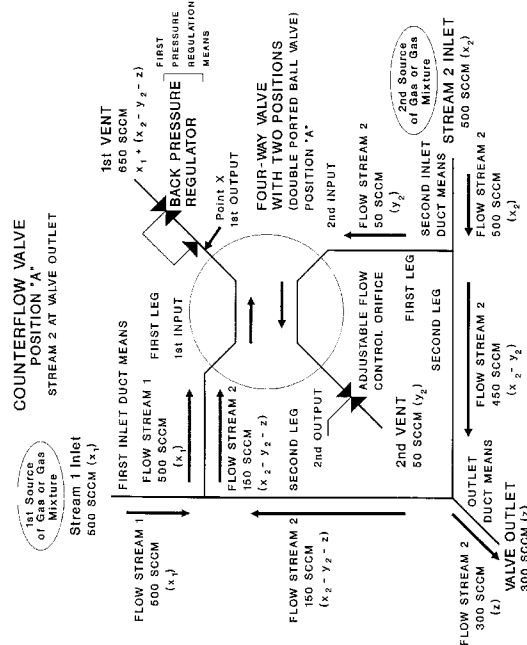 COUNTERFLOW VALVE
POSITION "A"
STREAM 2 AT VALVE OUTLET
1st Source
of Gas or Gas
Mixture
Stream 1 Inlet
500 SCCM (x₁)
FLOW STREAM 1
500 SCCM
(x₁)
FIRST INLET DUCT MEANS
FLOW STREAM 1
500 SCCM
(x₁)
FIRST LEG
1st INPUT
1st VENT
650 SCCM
x₁ + (x₂ - y₂ - z)
BACK PRESSURE
REGULATOR
FIRST
PRESSURE
REGULATION
MEANS
Point X
1st OUTPUT
FLOW STREAM 2
150 SCCM
(x₂ - y₂ - z)
FOUR-WAY VALVE
WITH TWO POSITIONS
(DOUBLE PORTED BALL VALVE)
POSITION "A"
SECOND LEG
2nd OUTPUT
2nd INPUT
ADJUSTABLE FLOW
CONTROL ORIFICE
2nd VENT
50 SCCM (y₂)
FLOW STREAM 2
50 SCCM
(y₂)
FIRST LEG
SECOND LEG
SECOND INLET
DUCT MEANS
2nd Source
of Gas or Gas
Mixture
STREAM 2 INLET
500 SCCM (x₂)
FLOW STREAM 2
500 SCCM
(x₂)
FLOW STREAM 2
450 SCCM
(x₂ - y₂)
FLOW STREAM 2
150 SCCM
(x₂ - y₂ - z)
OUTLET
DUCT MEANS
FLOW STREAM 2
300 SCCM
(z)
VALVE OUTLET
300 SCCM (z)